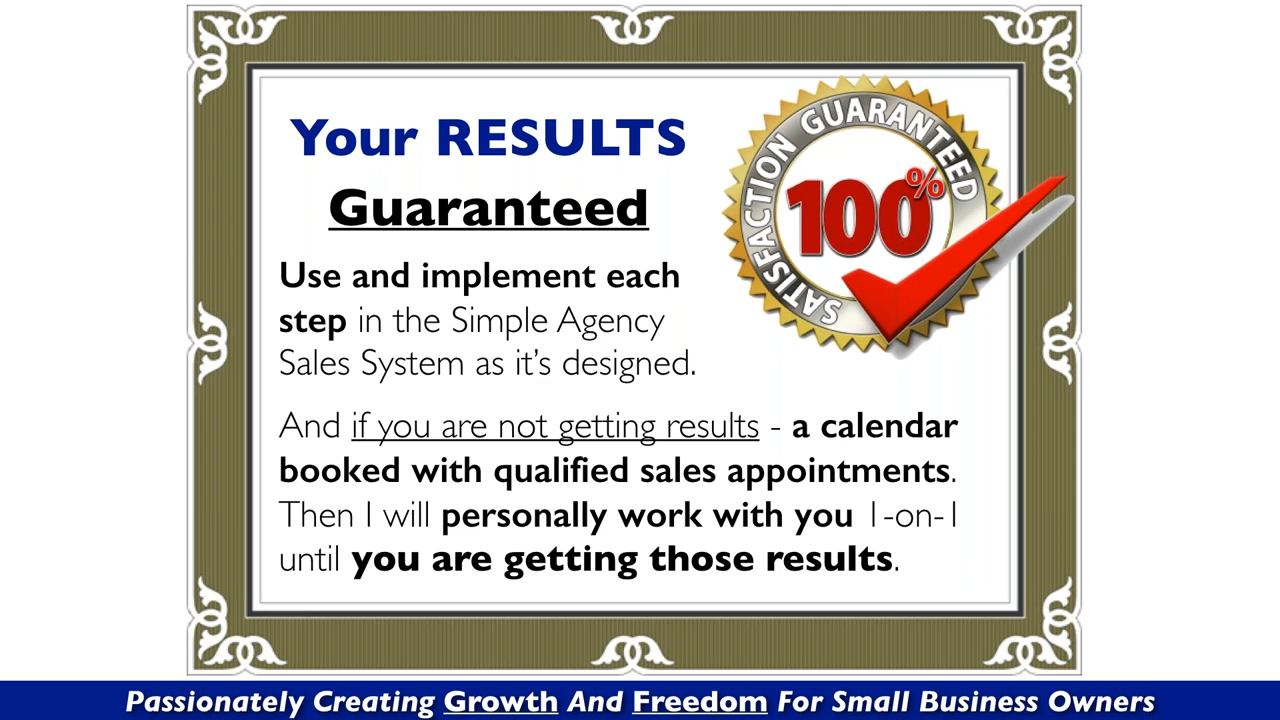 Your RESULTS
Guaranteed
SATISFACTION GUARANTEED
100%
Use and implement each
step in the Simple Agency
Sales System as it’s designed.
And if you are not getting results - a calendar
booked with qualified sales appointments.
Then I will personally work with you 1-on-1
until you are getting those results.
Passionately Creating Growth And Freedom For Small Business Owners